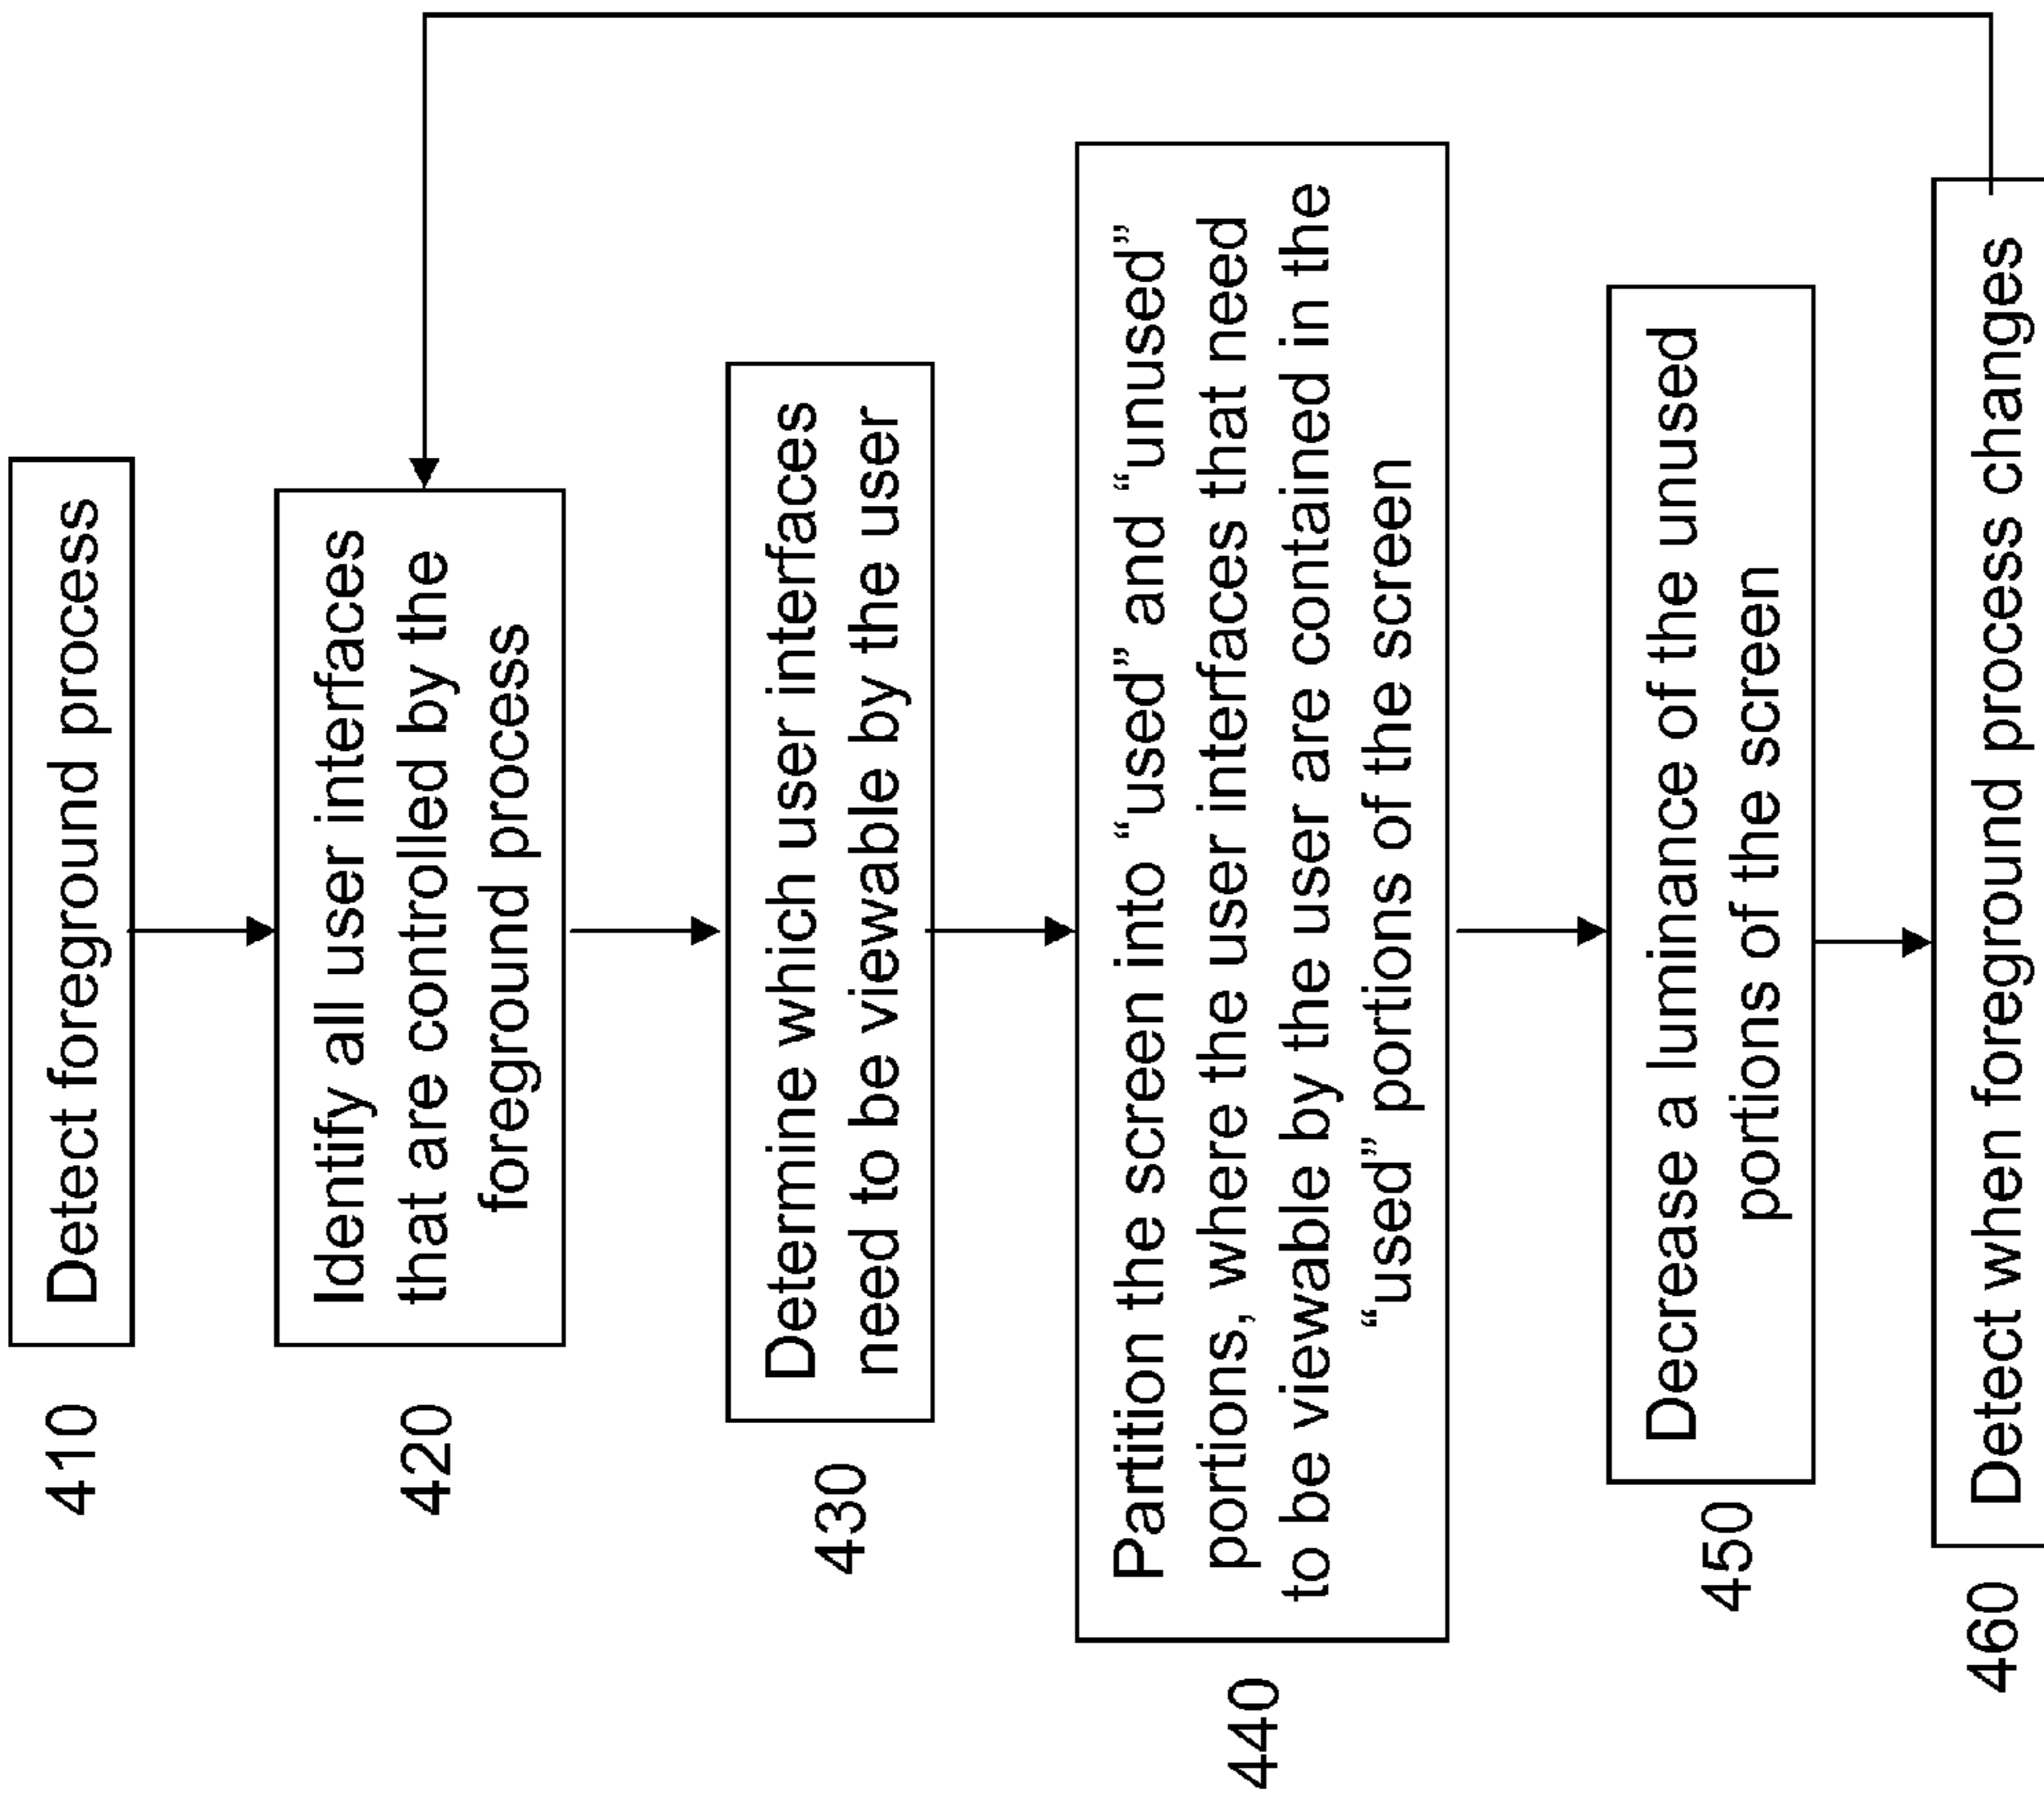 410
Detect foreground process
420
Identify all user interfaces
that are controlled by the
foreground process
430
Determine which user interfaces
need to be viewable by the user
440
Partition the screen into “used” and “unused”
portions, where the user interfaces that need
to be viewable by the user are contained in the
“used” portions of the screen
450
Decrease a luminance of the unused
portions of the screen
460
Detect when foreground process changes